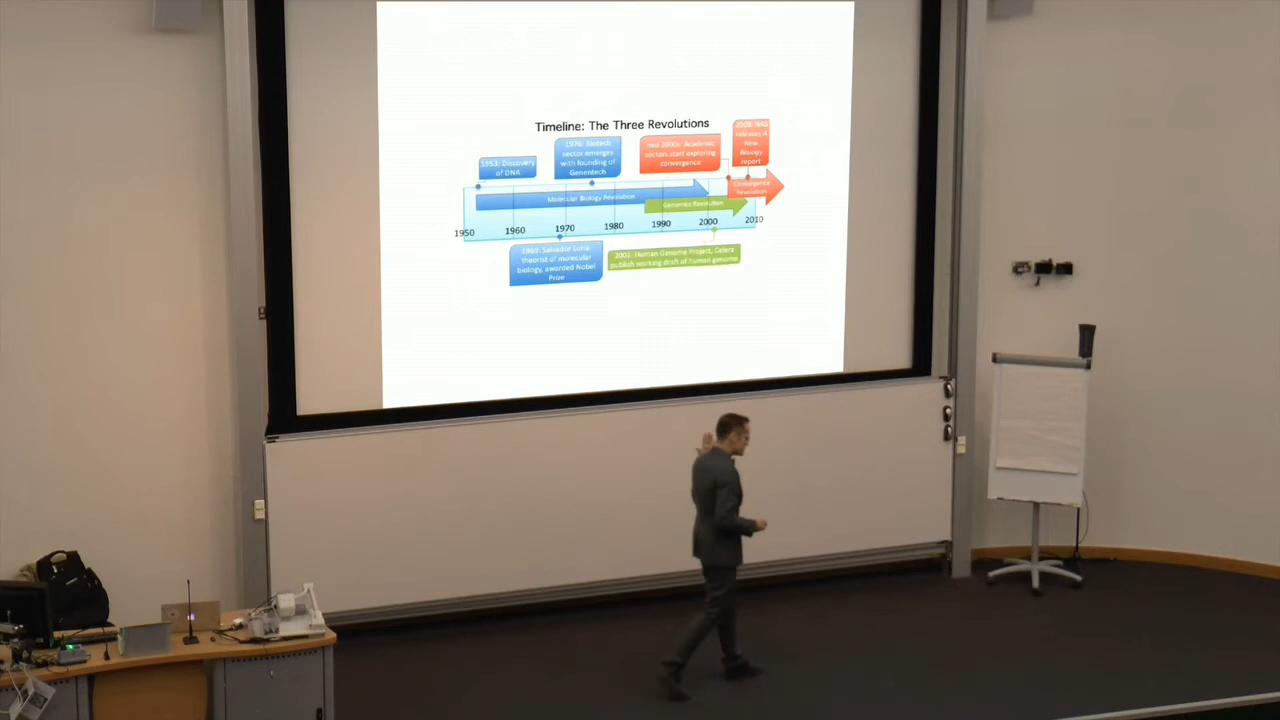 Timeline: The Three Revolutions
1953: Discovery
of DNA
1976: Biotech
sector emerges
with founding of
Genentech
mid 2000s: Academic
sectors start exploring
convergence
2009: NAS
releases A
New
Biology
report
Molecular Biology Revolution
Genomics Revolution
Convergence
Revolution
1950
1960
1970
1980
1990
2000
2010
1969: Salvador Luria:
theorist of molecular
biology, awarded Nobel
Prize
2001: Human Genome Project, Celera
publish working draft of human genome